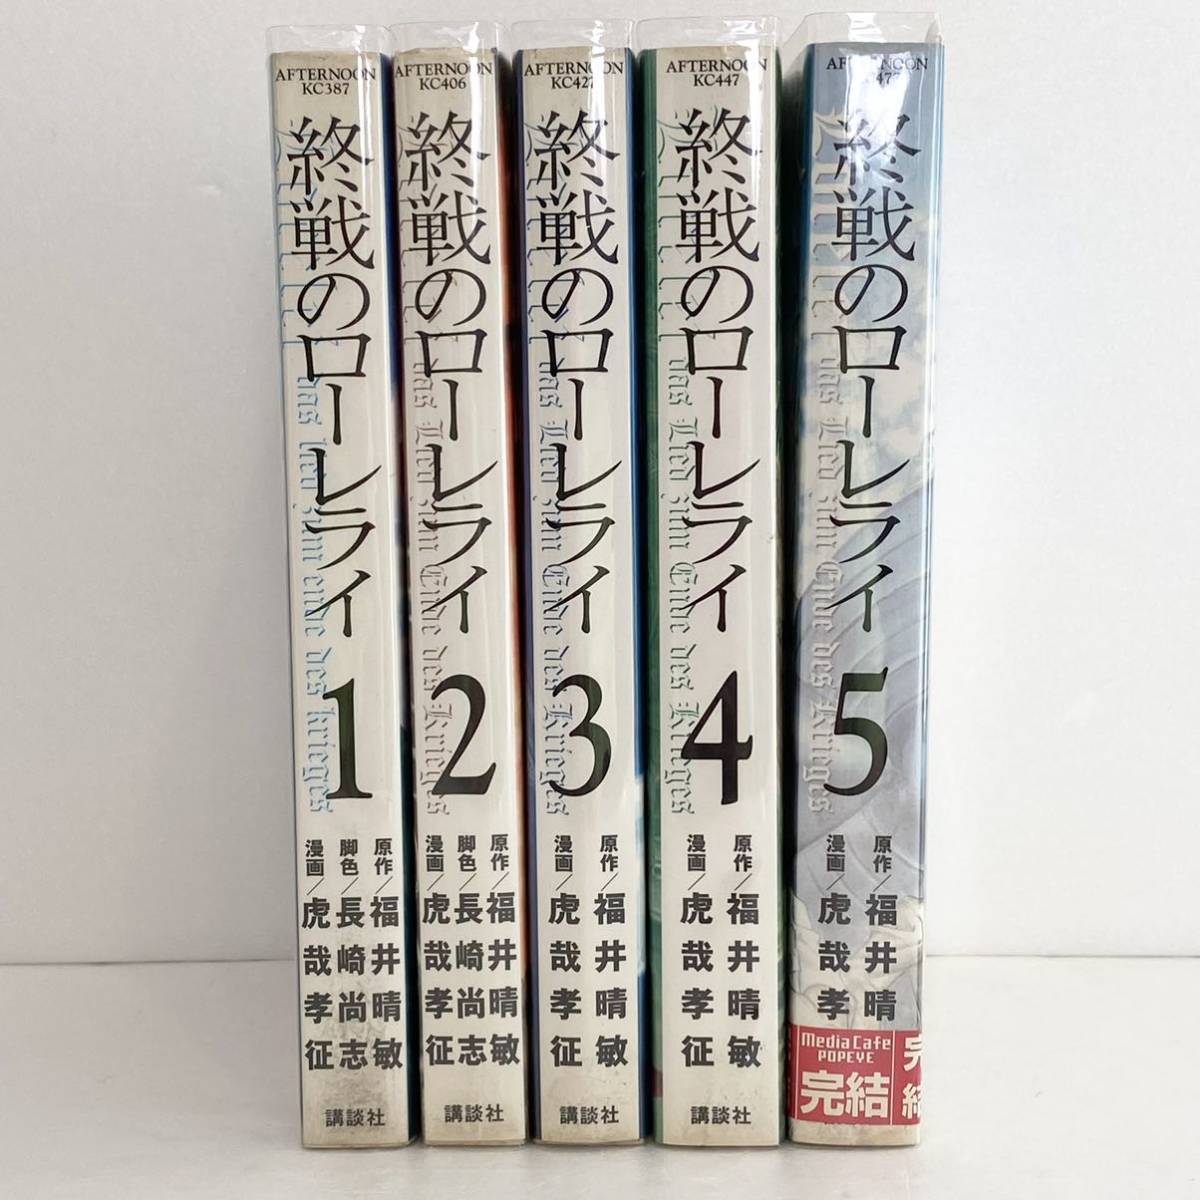 AFTERNOON
KC387
終戦のローレライ
das Lied zum ende des krieges
1
原作/福井晴敏
脚色/長崎尚志
漫画/虎哉孝征
講談社
AFTERNOON
KC406
終戦のローレライ
das Lied zum Ende des Krieges
2
原作/福井晴敏
脚色/長崎尚志
漫画/虎哉孝征
講談社
AFTERNOON
KC427
終戦のローレライ
das Lied zum Ende des Krieges
3
原作/福井晴敏
漫画/虎哉孝征
講談社
AFTERNOON
KC447
終戦のローレライ
das Lied zum Ende des Krieges
4
原作/福井晴敏
漫画/虎哉孝征
講談社
AFTERNOON
終戦のローレライ
das Lied zum Ende des Krieges
5
原作/福井晴
漫画/虎哉孝
MediaCafe
POPEYE
完結
完結